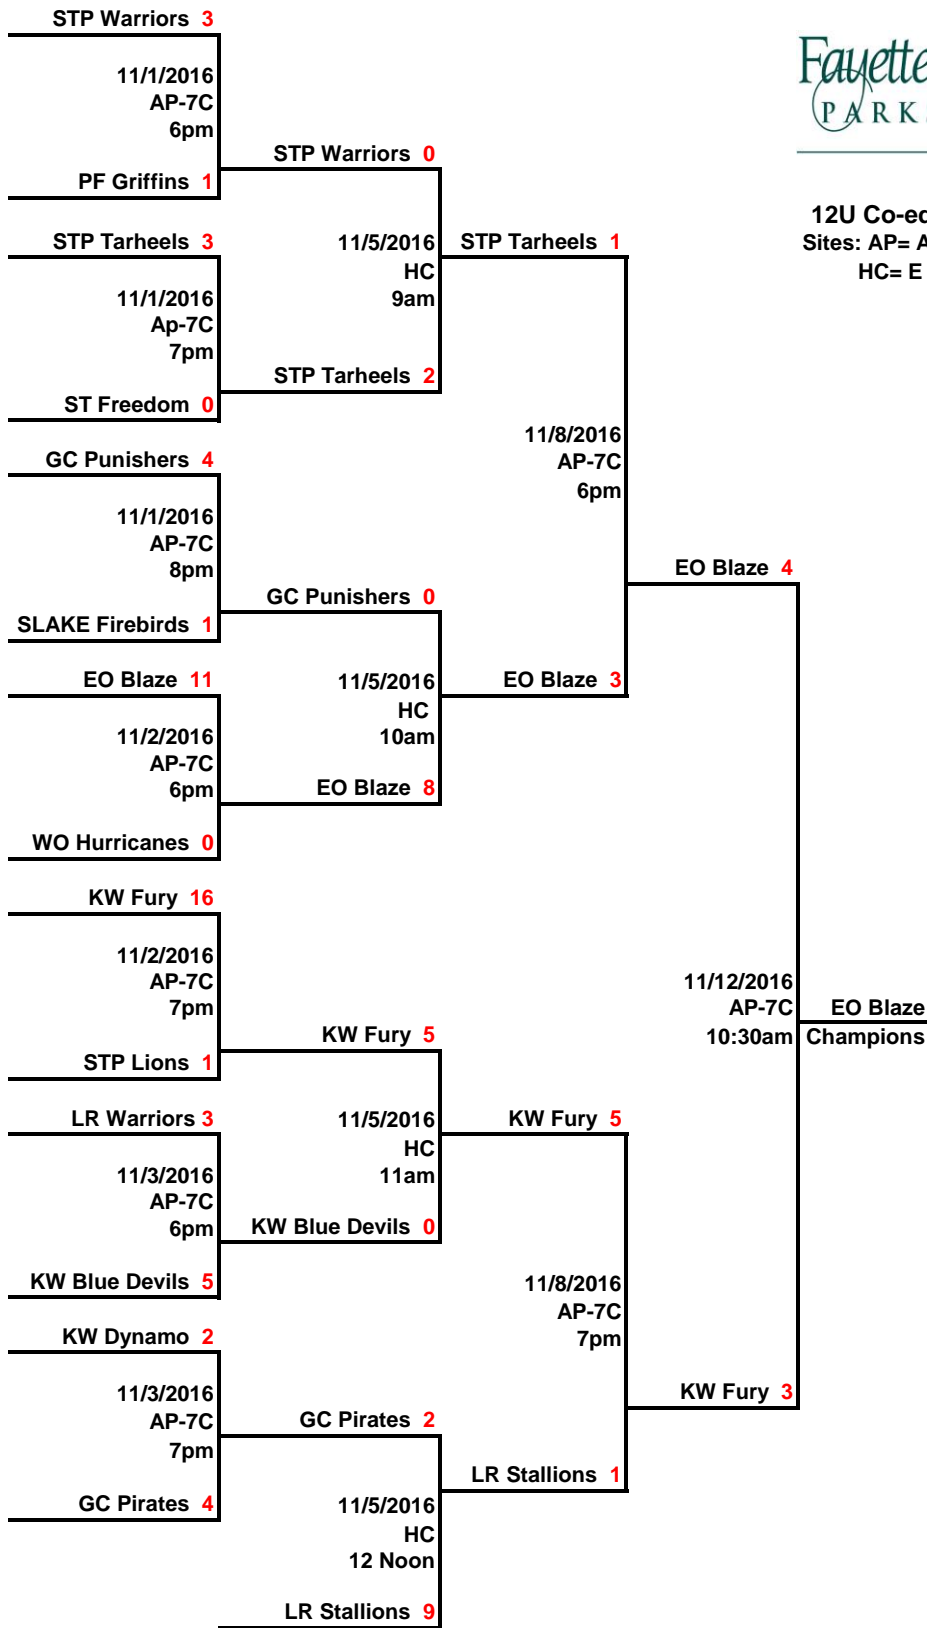 STP Warriors 3
11/1/2016
AP-7C
6pm
PF Griffins 1
STP Warriors 0
STP Tarheels 3
11/1/2016
Ap-7C
7pm
ST Freedom 0
11/5/2016
HC
9am
STP Tarheels 2
STP Tarheels 1
GC Punishers 4
11/1/2016
AP-7C
8pm
SLAKE Firebirds 1
GC Punishers 0
EO Blaze 11
11/2/2016
AP-7C
6pm
WO Hurricanes 0
11/5/2016
HC
10am
EO Blaze 8
EO Blaze 3
11/8/2016
AP-7C
6pm
EO Blaze 4
KW Fury 16
11/2/2016
AP-7C
7pm
STP Lions 1
KW Fury 5
LR Warriors 3
11/3/2016
AP-7C
6pm
KW Blue Devils 5
11/5/2016
HC
11am
KW Blue Devils 0
KW Fury 5
KW Dynamo 2
11/3/2016
AP-7C
7pm
GC Pirates 4
GC Pirates 2
11/5/2016
HC
12 Noon
LR Stallions 9
LR Stallions 1
11/8/2016
AP-7C
7pm
KW Fury 3
11/12/2016
AP-7C
10:30am
EO Blaze
Champions
Fayette
PARKS
12U Co-ed
Sites: AP= A
HC= E